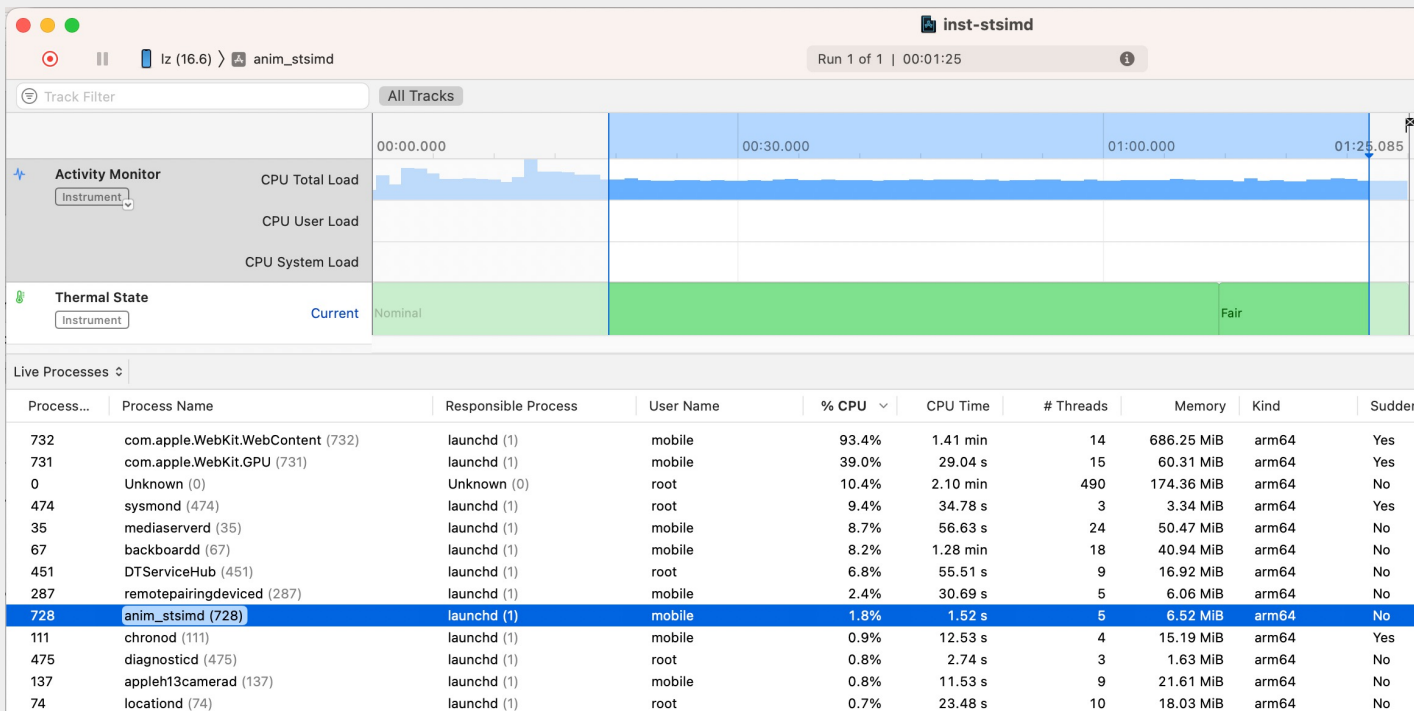 inst-stsimd
lz (16.6) 〉 anim_stsimd
Run 1 of 1 | 00:01:25
Track Filter
All Tracks
00:00.000 00:30.000 01:00.000 01:25.085
Activity Monitor
Instrument
CPU Total Load
CPU User Load
CPU System Load
Thermal State
Instrument
Current
Nominal
Fair
Live Processes
Process... Process Name Responsible Process User Name % CPU CPU Time # Threads Memory Kind Sudden
732 com.apple.WebKit.WebContent (732) launchd (1) mobile 93.4% 1.41 min 14 686.25 MiB arm64 Yes
731 com.apple.WebKit.GPU (731) launchd (1) mobile 39.0% 29.04 s 15 60.31 MiB arm64 Yes
0 Unknown (0) Unknown (0) root 10.4% 2.10 min 490 174.36 MiB arm64 No
474 sysmond (474) launchd (1) root 9.4% 34.78 s 3 3.34 MiB arm64 Yes
35 mediaserverd (35) launchd (1) mobile 8.7% 56.63 s 24 50.47 MiB arm64 No
67 backboardd (67) launchd (1) mobile 8.2% 1.28 min 18 40.94 MiB arm64 No
451 DTServiceHub (451) launchd (1) root 6.8% 55.51 s 9 16.92 MiB arm64 No
287 remotepairingdeviced (287) launchd (1) mobile 2.4% 30.69 s 5 6.06 MiB arm64 No
728 anim_stsimd (728) launchd (1) mobile 1.8% 1.52 s 5 6.52 MiB arm64 No
111 chronod (111) launchd (1) mobile 0.9% 12.53 s 4 15.19 MiB arm64 Yes
475 diagnosticd (475) launchd (1) root 0.8% 2.74 s 3 1.63 MiB arm64 No
137 appleh13camerad (137) launchd (1) mobile 0.8% 11.53 s 9 21.61 MiB arm64 No
74 locationd (74) launchd (1) root 0.7% 23.48 s 10 18.03 MiB arm64 No